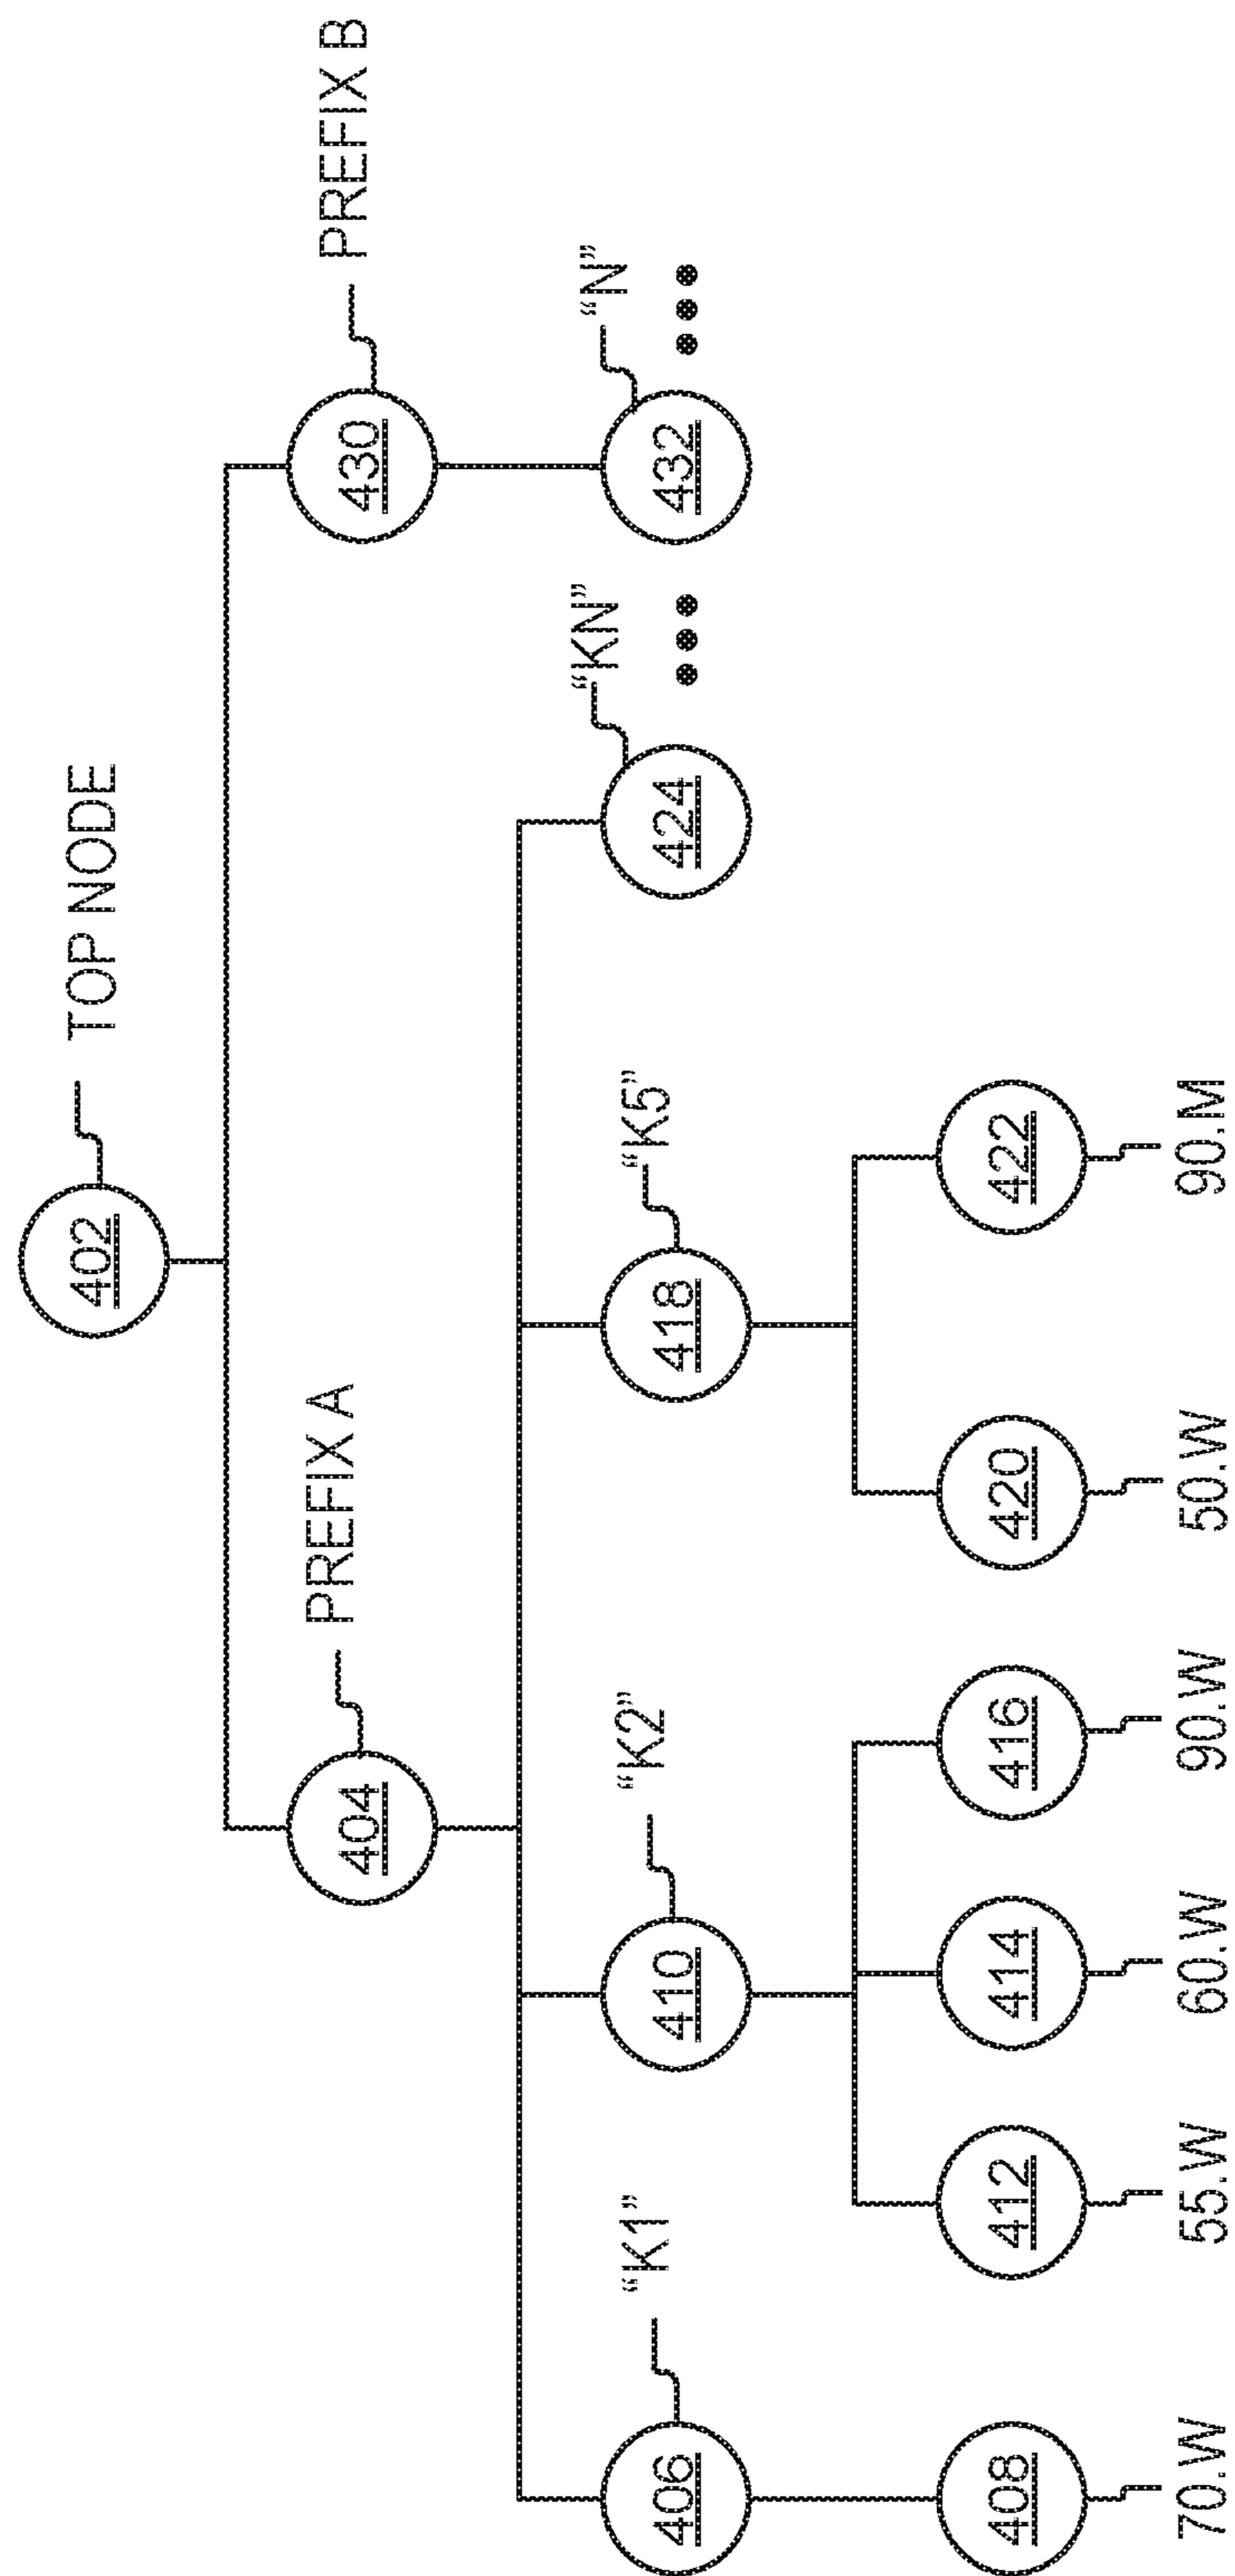 402
TOP NODE
404
PREFIX A
430
PREFIX B
406
“K1”
410
“K2”
418
“K5”
424
“KN”
432
“N”
408
412
414
416
420
422
70.W
55.W
60.W
90.W
50.W
90.M